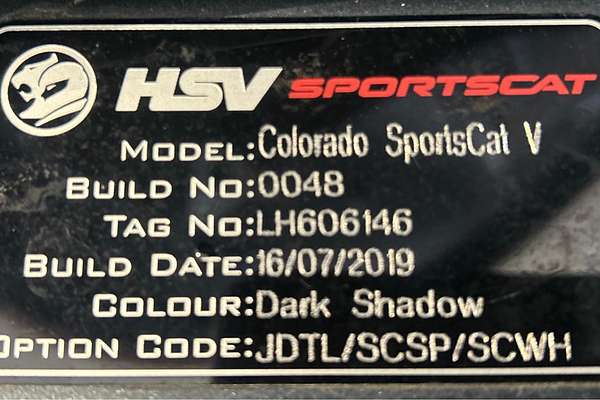 HSV SPORTSCAT
MODEL: Colorado SportsCat V
BUILD NO: 0048
TAG NO: LH606146
BUILD DATE: 16/07/2019
COLOUR: Dark Shadow
OPTION CODE: JDTL/SCSP/SCWH